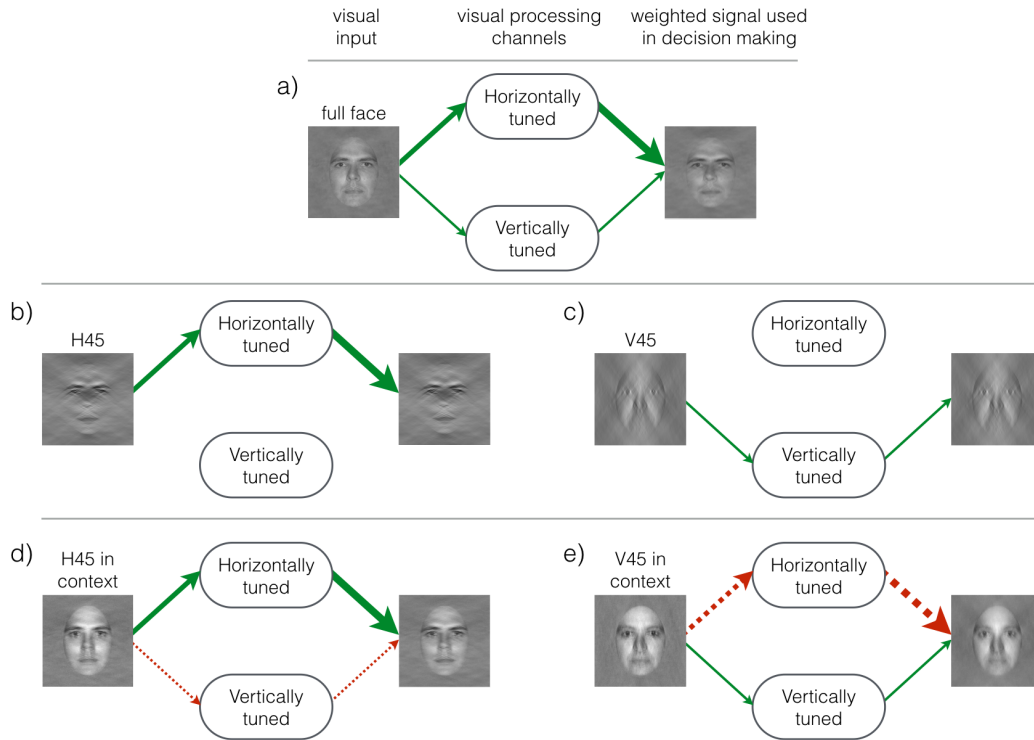 visual
input
visual processing
channels
weighted signal used
in decision making
a)
full face
Horizontally
tuned
Vertically
tuned
b)
H45
Horizontally
tuned
Vertically
tuned
c)
V45
Horizontally
tuned
Vertically
tuned
d)
H45 in
context
Horizontally
tuned
Vertically
tuned
e)
V45 in
context
Horizontally
tuned
Vertically
tuned